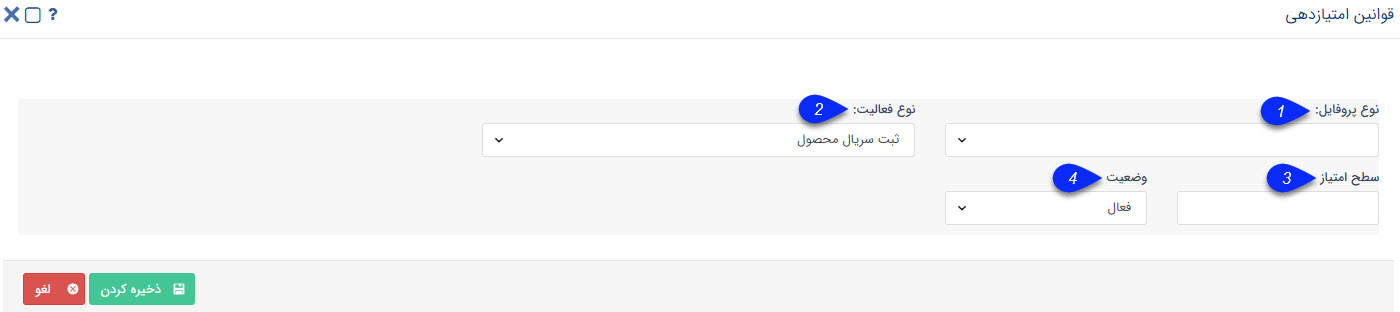 قوانین امتیازدهی ?
نوع پروفایل: 1 نوع فعالیت: 2
ثبت سریال محصول
سطح امتیاز 3 وضعیت 4
فعال
ذخیره کردن لغو